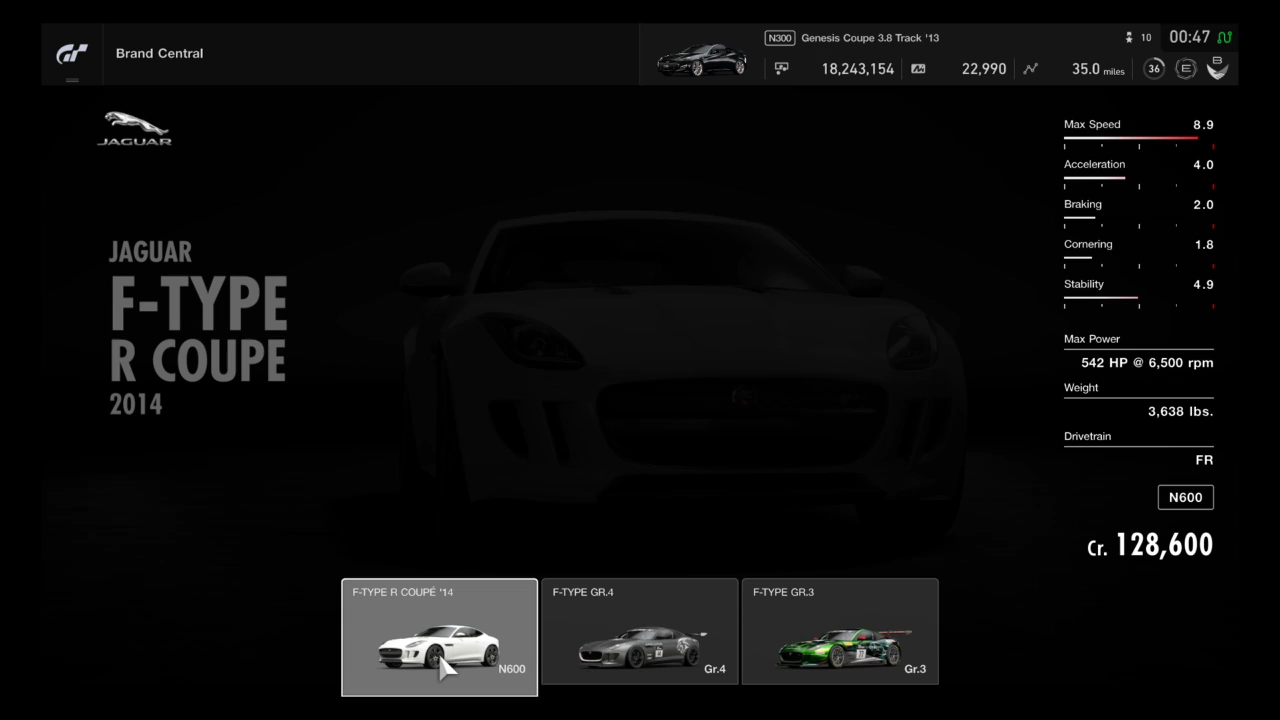 Brand Central
N300 Genesis Coupe 3.8 Track '13
10
00:47
18,243,154
22,990
35.0 miles
36
E
B
JAGUAR
JAGUAR
F-TYPE
R COUPE
2014
Max Speed 8.9
Acceleration 4.0
Braking 2.0
Cornering 1.8
Stability 4.9
Max Power
542 HP @ 6,500 rpm
Weight
3,638 lbs.
Drivetrain
FR
N600
Cr. 128,600
F-TYPE R COUPÉ '14
N600
F-TYPE GR.4
Gr.4
F-TYPE GR.3
Gr.3